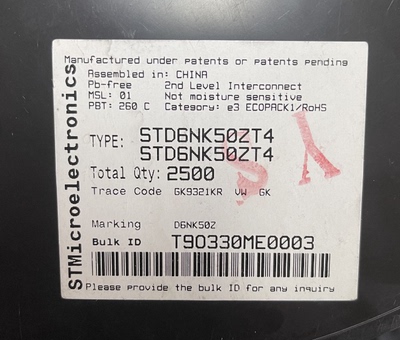 Manufactured under patents or patents pending
STMicroelectronics
Assembled in: CHINA
Pb-free 2nd Level Interconnect
MSL: 01 Not moisture sensitive
PBT: 260 C Category: e3 ECOPACK1/RoHS
TYPE: STD6NK50ZT4
STD6NK50ZT4
Total Qty: 2500
Trace Code GK9321KR VW GK
Marking D6NK50Z
Bulk ID T90330ME0003
Please provide the bulk ID for any inquiry